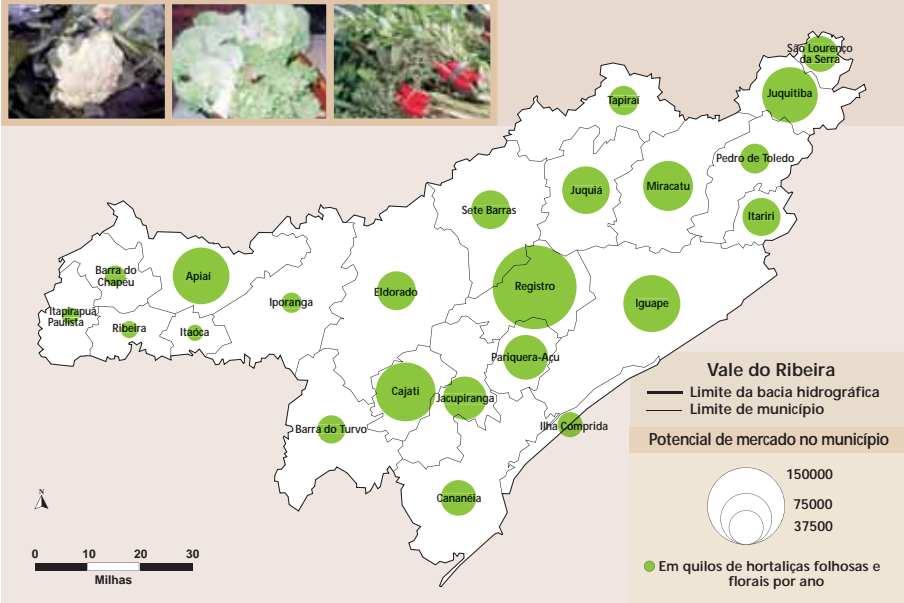 São Lourenço
da Serra
Juquitiba
Tapiraí
Pedro de Toledo
Juquiá
Miracatu
Sete Barras
Itariri
Barra do
Chapéu
Apiaí
Registro
Eldorado
Iporanga
Iguape
Itapirapuã
Paulista
Ribeira
Itaoca
Pariquera-Açu
Cajati
Jacupiranga
Barra do Turvo
Ilha Comprida
Cananéia
Vale do Ribeira
Limite da bacia hidrográfica
Limite de município
Potencial de mercado no município
150000
75000
37500
Em quilos de hortaliças folhosas e
florais por ano
N
0 10 20 30
Milhas